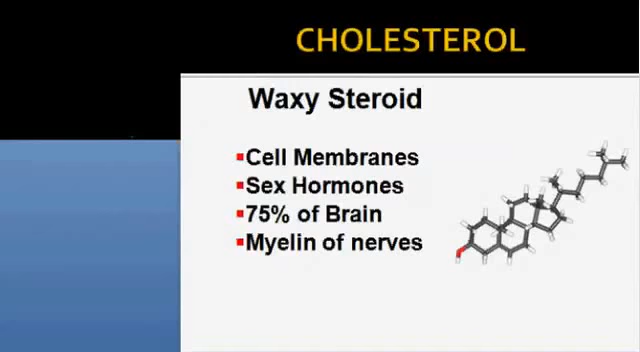 CHOLESTEROL
Waxy Steroid
Cell Membranes
Sex Hormones
75% of Brain
Myelin of nerves